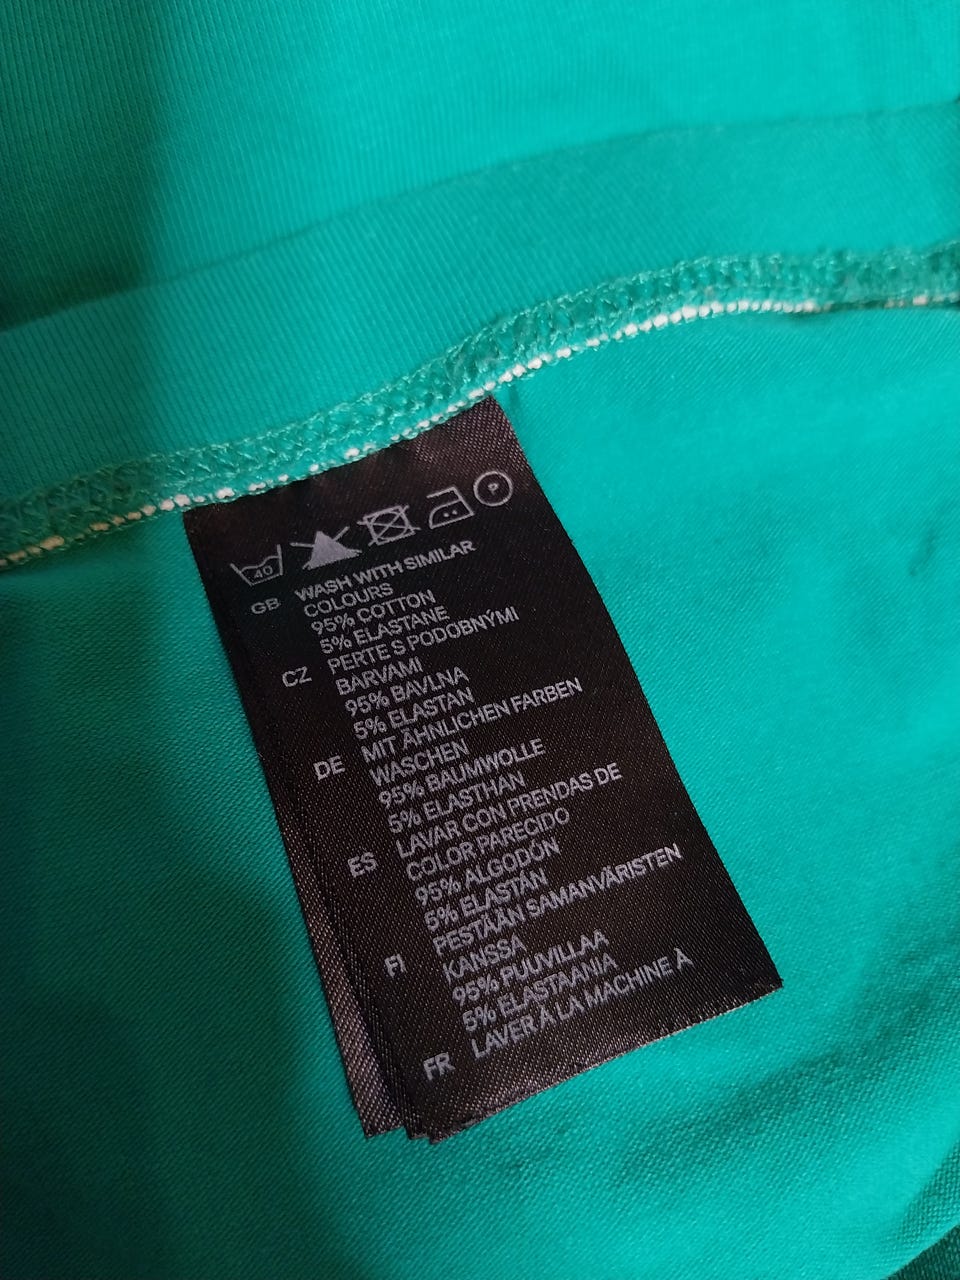 40 P
GB WASH WITH SIMILAR
COLOURS
95% COTTON
5% ELASTANE
CZ PERTE S PODOBNÝMI
BARVAMI
95% BAVLNA
5% ELASTAN
DE MIT ÄHNLICHEN FARBEN
WASCHEN
95% BAUMWOLLE
5% ELASTHAN
ES LAVAR CON PRENDAS DE
COLOR PARECIDO
95% ALGODÓN
5% ELASTÁN
FI PESTÄÄN SAMANVÄRISTEN
KANSSA
95% PUUVILLAA
5% ELASTAANIA
FR LAVER À LA MACHINE À